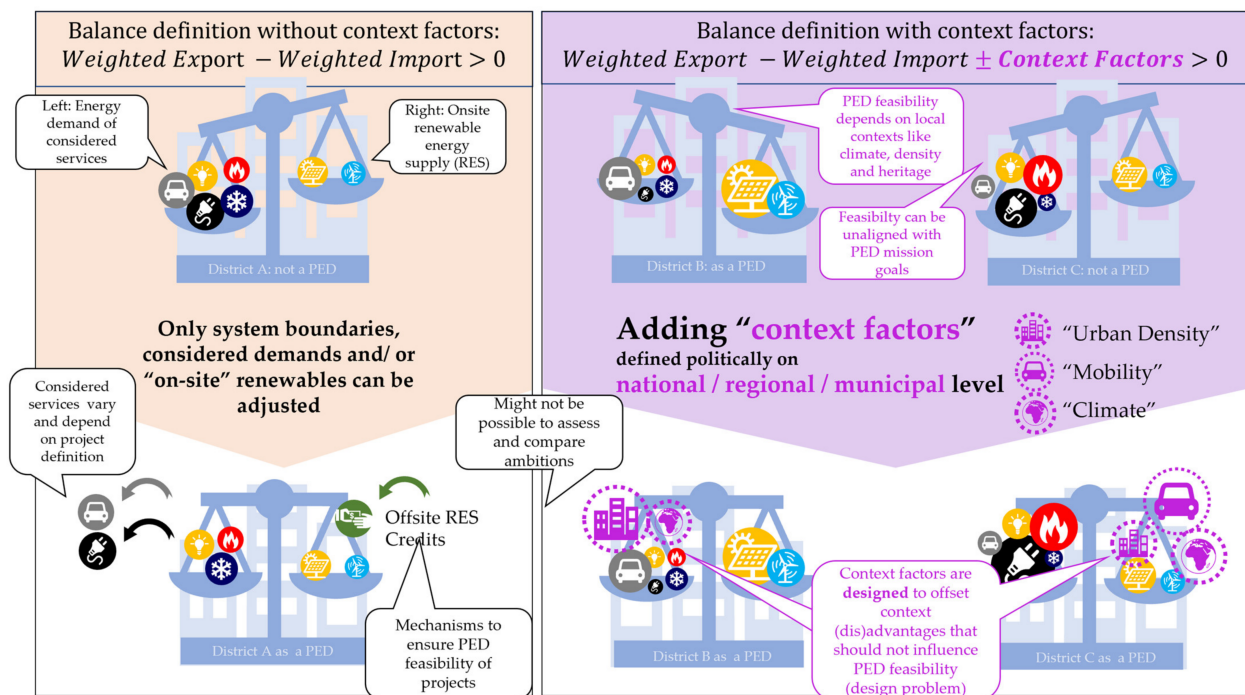 Balance definition without context factors:
Weighted Export − Weighted Import > 0
Left: Energy
demand of
considered
services
Right: Onsite
renewable
energy
supply (RES)
District A: not a PED
Only system boundaries,
considered demands and/ or
“on-site” renewables can be
adjusted
Considered
services vary
and depend
on project
definition
Offsite RES
Credits
Mechanisms to
ensure PED
feasibility of
projects
District A as a PED
Might not be
possible to assess
and compare
ambitions
Balance definition with context factors:
Weighted Export − Weighted Import ± Context Factors > 0
PED feasibility
depends on local
contexts like
climate, density
and heritage
Feasibilty can be
unaligned with
PED mission
goals
District B: as a PED
District C: not a PED
Adding “context factors”
defined politically on
national / regional / municipal level
“Urban Density”
“Mobility”
“Climate”
Context factors are
designed to offset
context
(dis)advantages that
should not influence
PED feasibility
(design problem)
District B as a PED
District C as a PED